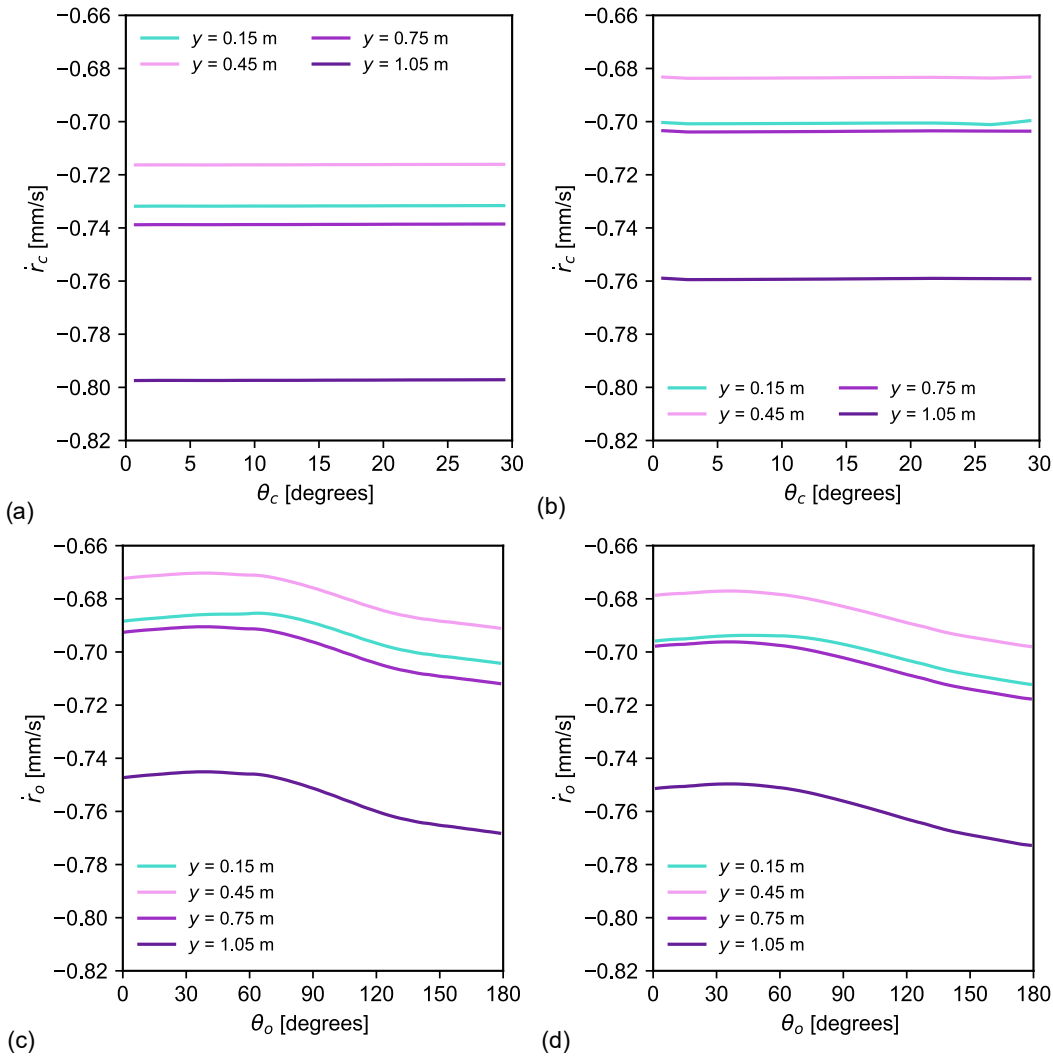 −0.66
−0.68
−0.70
−0.72
−0.74
−0.76
−0.78
−0.80
−0.82
ṙc [mm/s]
y = 0.15 m y = 0.75 m
y = 0.45 m y = 1.05 m
0 5 10 15 20 25 30
θc [degrees]
(a)
−0.66
−0.68
−0.70
−0.72
−0.74
−0.76
−0.78
−0.80
−0.82
ṙc [mm/s]
y = 0.15 m y = 0.75 m
y = 0.45 m y = 1.05 m
0 5 10 15 20 25 30
θc [degrees]
(b)
−0.66
−0.68
−0.70
−0.72
−0.74
−0.76
−0.78
−0.80
−0.82
ṙo [mm/s]
y = 0.15 m
y = 0.45 m
y = 0.75 m
y = 1.05 m
0 30 60 90 120 150 180
θo [degrees]
(c)
−0.66
−0.68
−0.70
−0.72
−0.74
−0.76
−0.78
−0.80
−0.82
ṙo [mm/s]
y = 0.15 m
y = 0.45 m
y = 0.75 m
y = 1.05 m
0 30 60 90 120 150 180
θo [degrees]
(d)